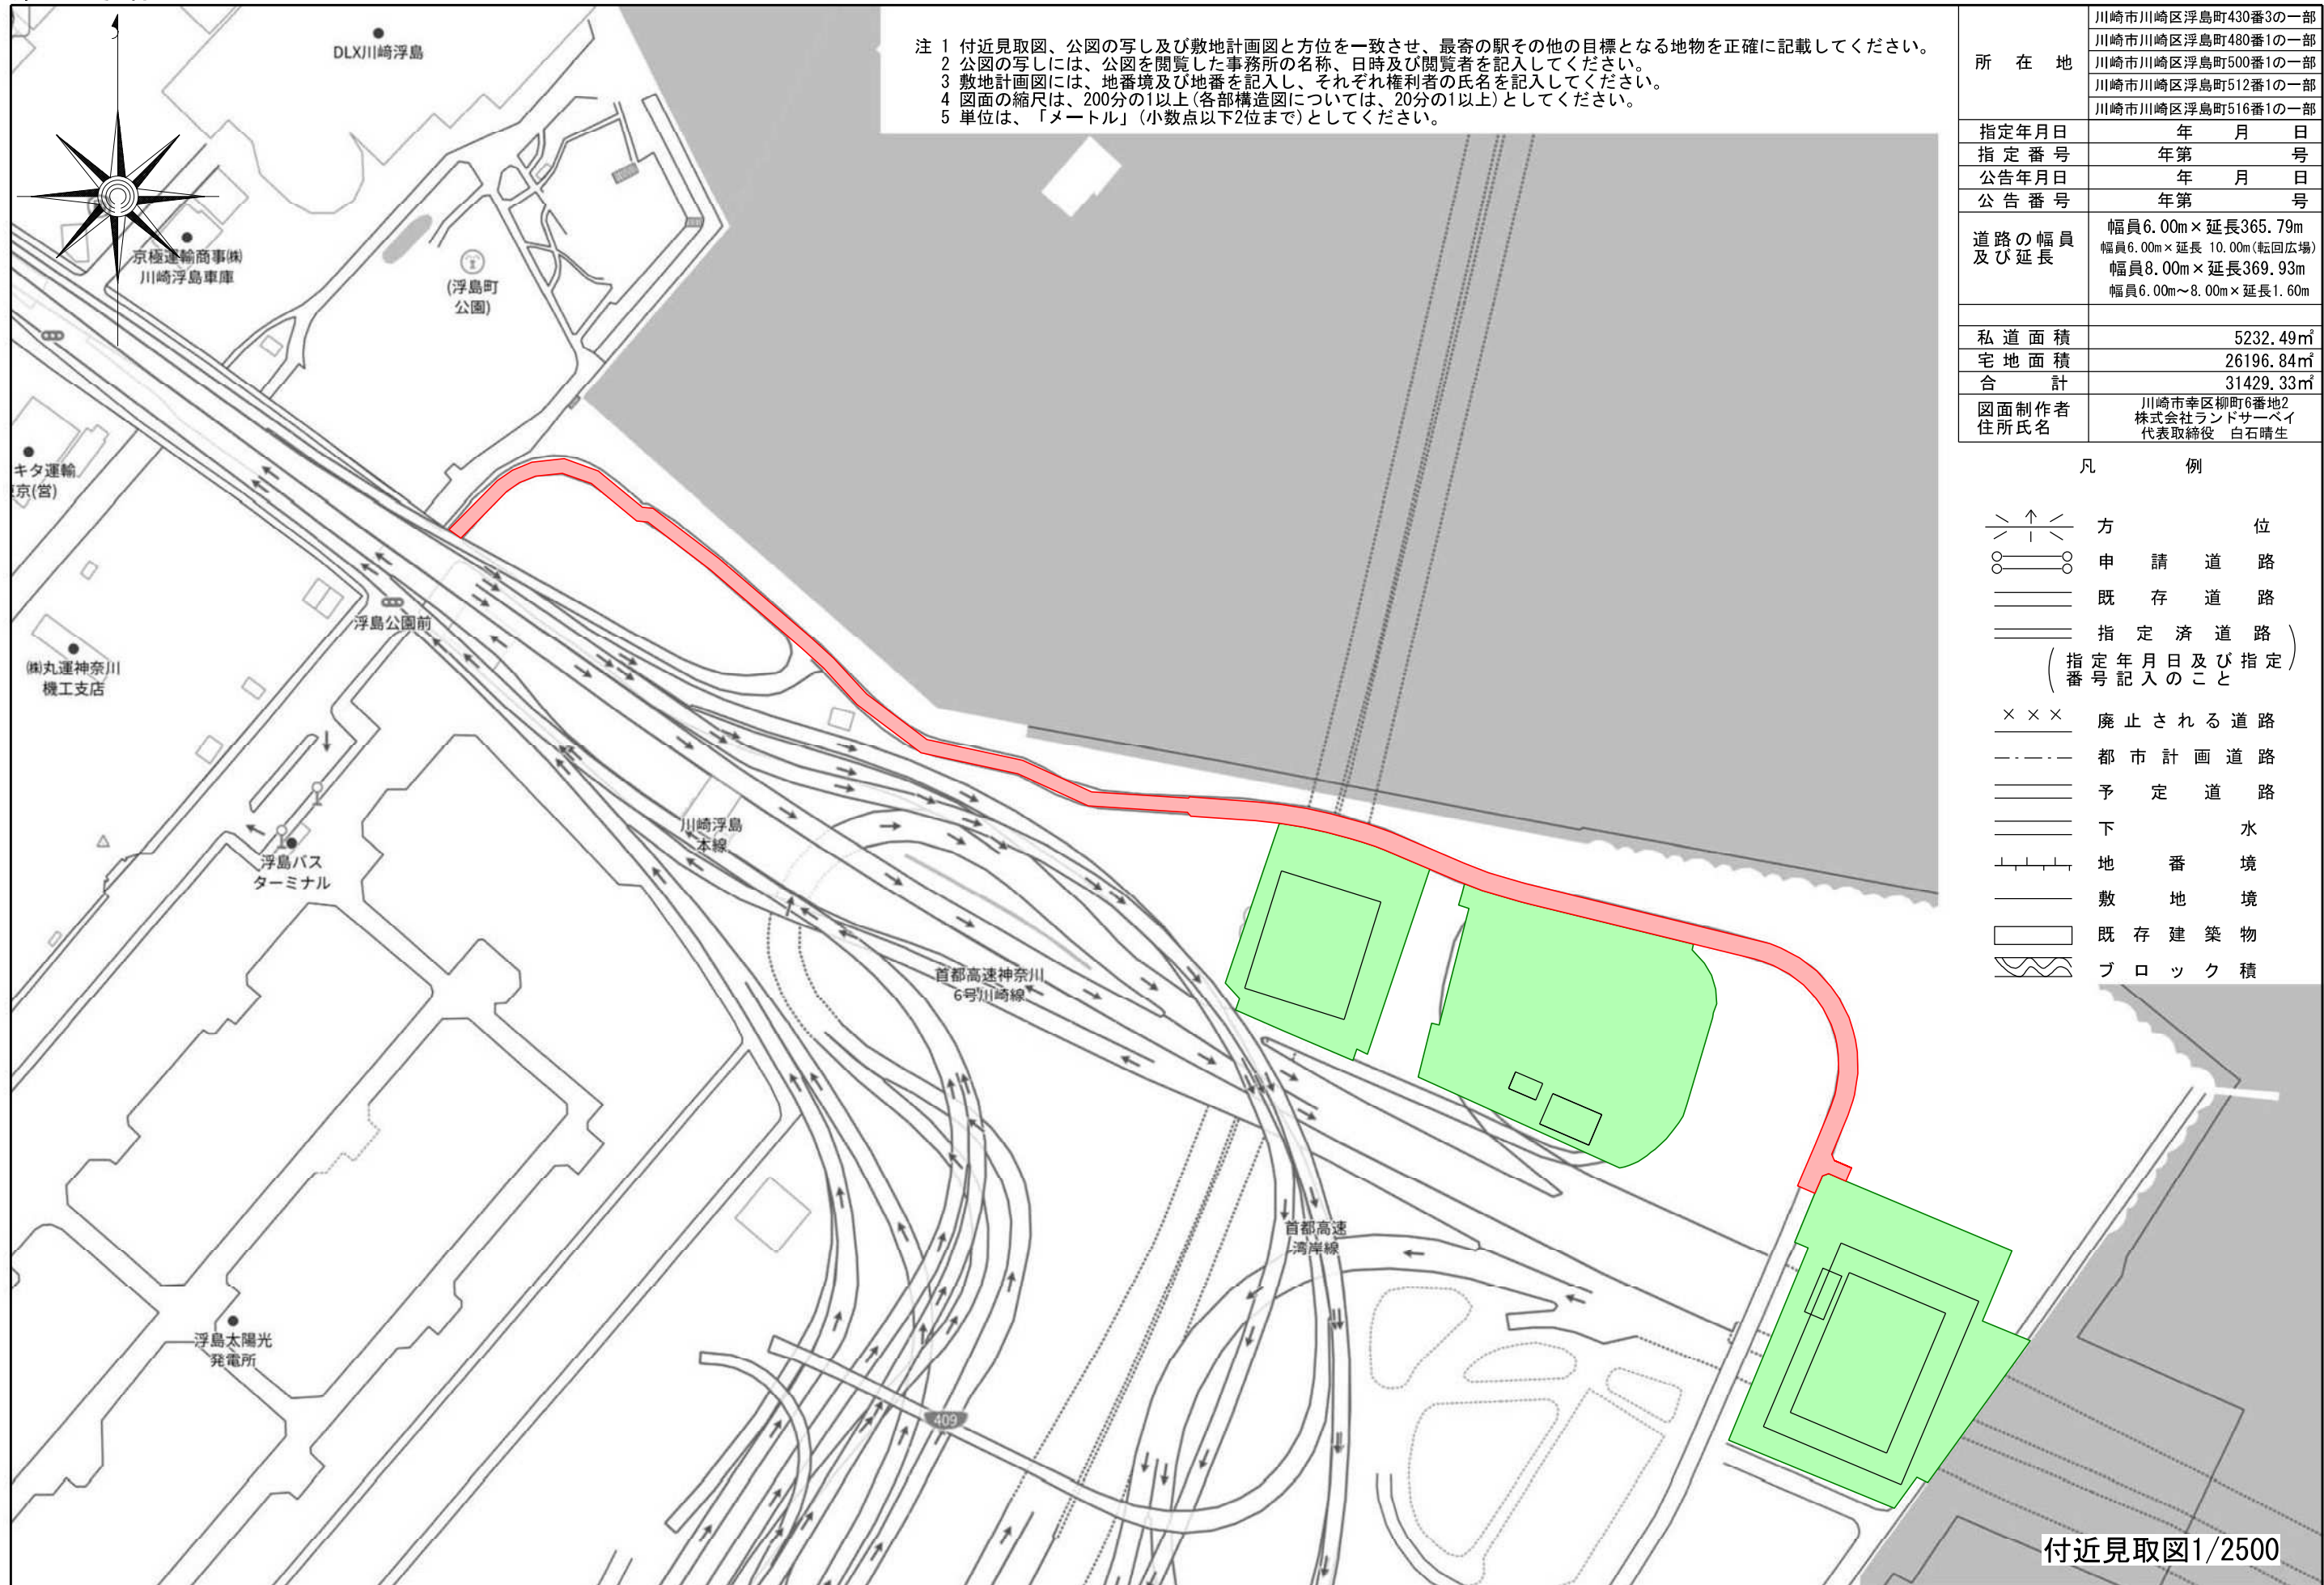 注 1 付近見取図、公図の写し及び敷地計画図と方位を一致させ、最寄の駅その他の目標となる地物を正確に記載してください。
2 公図の写しには、公図を閲覧した事務所の名称、日時及び閲覧者を記入してください。
3 敷地計画図には、地番境及び地番を記入し、それぞれ権利者の氏名を記入してください。
4 図面の縮尺は、200分の1以上(各部構造図については、20分の1以上)としてください。
5 単位は、「メートル」(小数点以下2位まで)としてください。
所在地
川崎市川崎区浮島町430番3の一部
川崎市川崎区浮島町480番1の一部
川崎市川崎区浮島町500番1の一部
川崎市川崎区浮島町512番1の一部
川崎市川崎区浮島町516番1の一部
指定年月日 年 月 日
指定番号 年第 号
公告年月日 年 月 日
公告番号 年第 号
道路の幅員
及び延長
幅員6.00m×延長365.79m
幅員6.00m×延長 10.00m(転回広場)
幅員8.00m×延長369.93m
幅員6.00m～8.00m×延長1.60m
私道面積 5232.49㎡
宅地面積 26196.84㎡
合計 31429.33㎡
図面制作者
住所氏名
川崎市幸区柳町6番地2
株式会社ランドサーベイ
代表取締役 白石晴生
凡例
方位
申請道路
既存道路
指定済道路
(指定年月日及び指定
番号記入のこと)
廃止される道路
都市計画道路
予定道路
下水
地番境
敷地境
既存建築物
ブロック積
DLX川崎浮島
京極運輸商事㈱
川崎浮島車庫
(浮島町
公園)
キタ運輸
京(営)
浮島公園前
㈱丸運神奈川
機工支店
川崎浮島
本線
浮島バス
ターミナル
首都高速神奈川
6号川崎線
首都高速
湾岸線
浮島太陽光
発電所
409
付近見取図1/2500